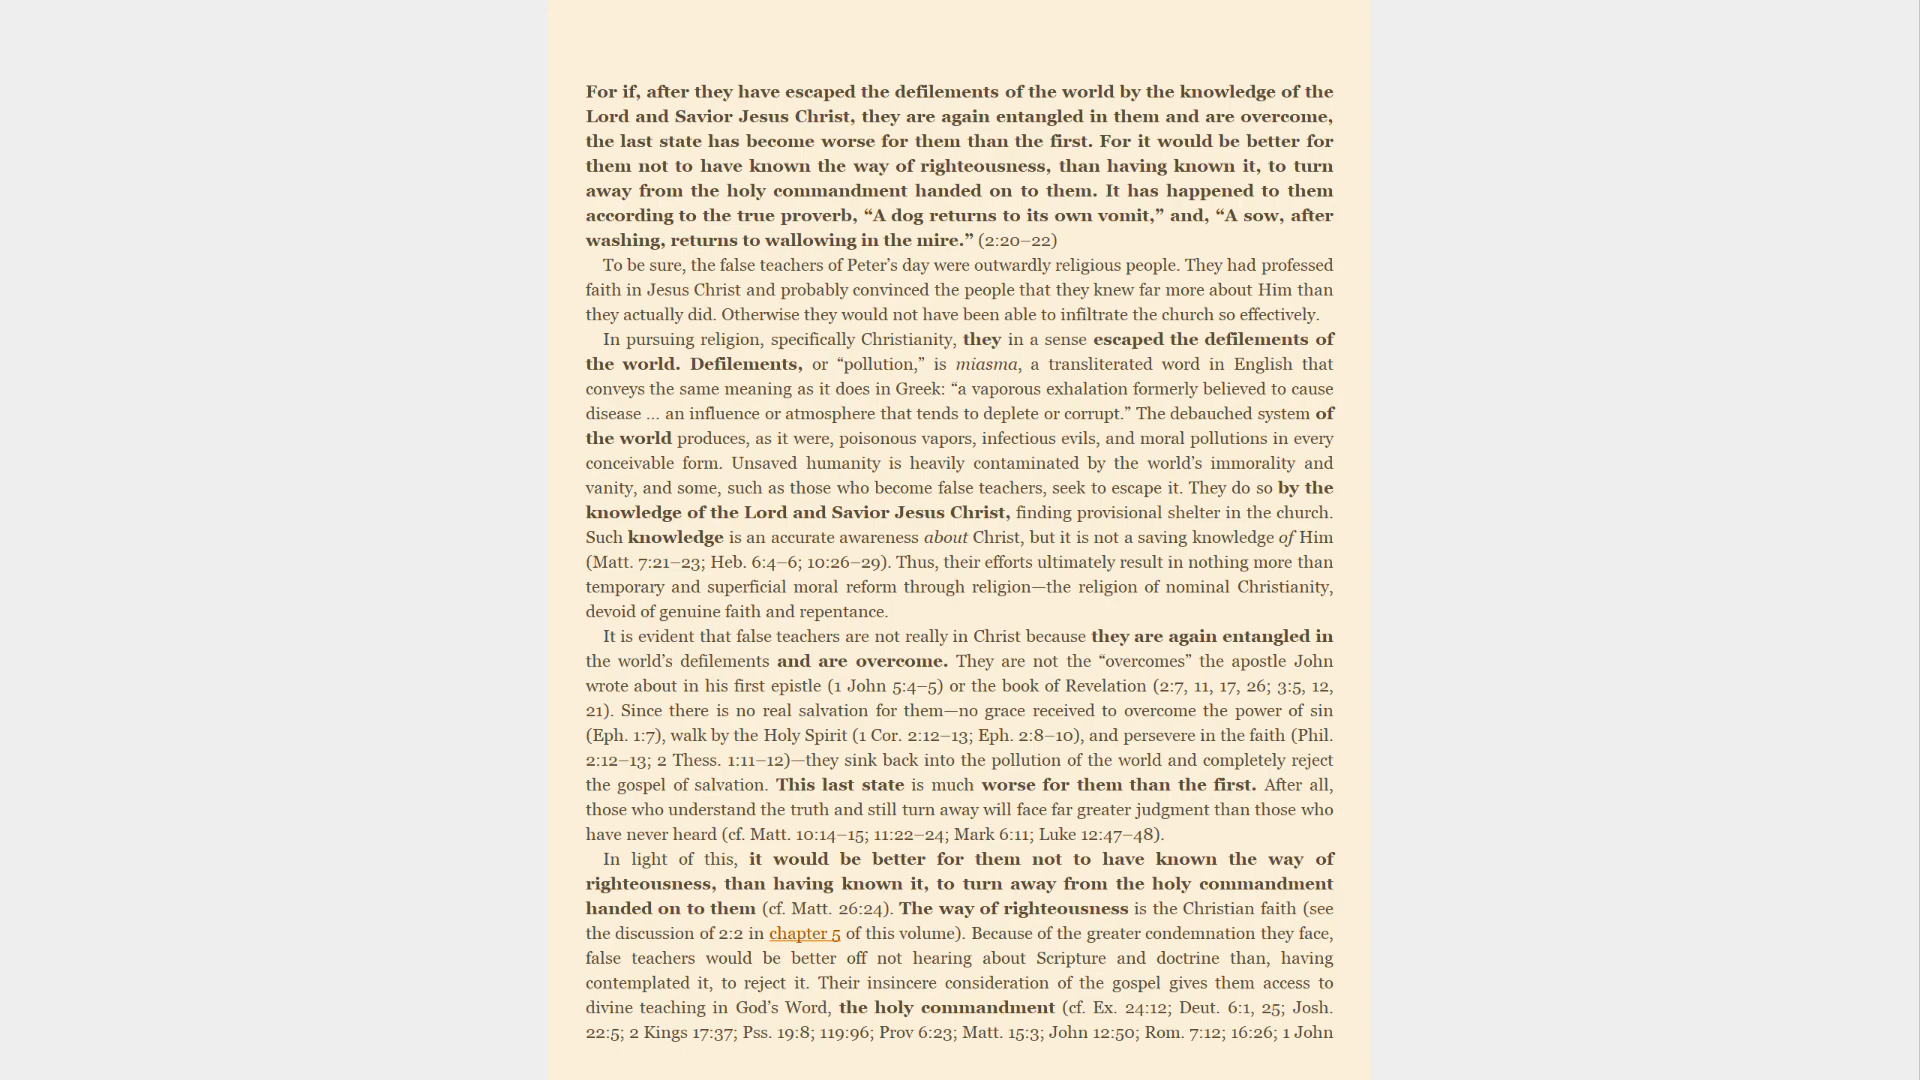 For if, after they have escaped the defilements of the world by the knowledge of the
Lord and Savior Jesus Christ, they are again entangled in them and are overcome,
the last state has become worse for them than the first. For it would be better for
them not to have known the way of righteousness, than having known it, to turn
away from the holy commandment handed on to them. It has happened to them
according to the true proverb, “A dog returns to its own vomit,” and, “A sow, after
washing, returns to wallowing in the mire.” (2:20–22)
To be sure, the false teachers of Peter’s day were outwardly religious people. They had professed
faith in Jesus Christ and probably convinced the people that they knew far more about Him than
they actually did. Otherwise they would not have been able to infiltrate the church so effectively.
In pursuing religion, specifically Christianity, they in a sense escaped the defilements of
the world. Defilements, or “pollution,” is miasma, a transliterated word in English that
conveys the same meaning as it does in Greek: “a vaporous exhalation formerly believed to cause
disease ... an influence or atmosphere that tends to deplete or corrupt.” The debauched system of
the world produces, as it were, poisonous vapors, infectious evils, and moral pollutions in every
conceivable form. Unsaved humanity is heavily contaminated by the world’s immorality and
vanity, and some, such as those who become false teachers, seek to escape it. They do so by the
knowledge of the Lord and Savior Jesus Christ, finding provisional shelter in the church.
Such knowledge is an accurate awareness about Christ, but it is not a saving knowledge of Him
(Matt. 7:21–23; Heb. 6:4–6; 10:26–29). Thus, their efforts ultimately result in nothing more than
temporary and superficial moral reform through religion—the religion of nominal Christianity,
devoid of genuine faith and repentance.
It is evident that false teachers are not really in Christ because they are again entangled in
the world’s defilements and are overcome. They are not the “overcomes” the apostle John
wrote about in his first epistle (1 John 5:4–5) or the book of Revelation (2:7, 11, 17, 26; 3:5, 12,
21). Since there is no real salvation for them—no grace received to overcome the power of sin
(Eph. 1:7), walk by the Holy Spirit (1 Cor. 2:12–13; Eph. 2:8–10), and persevere in the faith (Phil.
2:12–13; 2 Thess. 1:11–12)—they sink back into the pollution of the world and completely reject
the gospel of salvation. This last state is much worse for them than the first. After all,
those who understand the truth and still turn away will face far greater judgment than those who
have never heard (cf. Matt. 10:14–15; 11:22–24; Mark 6:11; Luke 12:47–48).
In light of this, it would be better for them not to have known the way of
righteousness, than having known it, to turn away from the holy commandment
handed on to them (cf. Matt. 26:24). The way of righteousness is the Christian faith (see
the discussion of 2:2 in chapter 5 of this volume). Because of the greater condemnation they face,
false teachers would be better off not hearing about Scripture and doctrine than, having
contemplated it, to reject it. Their insincere consideration of the gospel gives them access to
divine teaching in God’s Word, the holy commandment (cf. Ex. 24:12; Deut. 6:1, 25; Josh.
22:5; 2 Kings 17:37; Pss. 19:8; 119:96; Prov 6:23; Matt. 15:3; John 12:50; Rom. 7:12; 16:26; 1 John